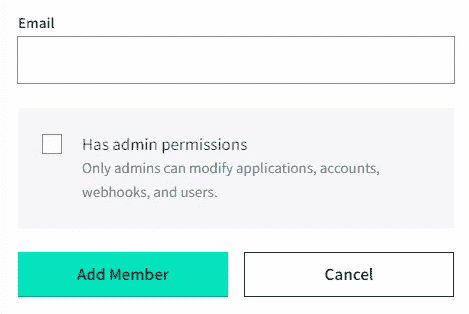 Email
Has admin permissions
Only admins can modify applications, accounts,
webhooks, and users.
Add Member
Cancel